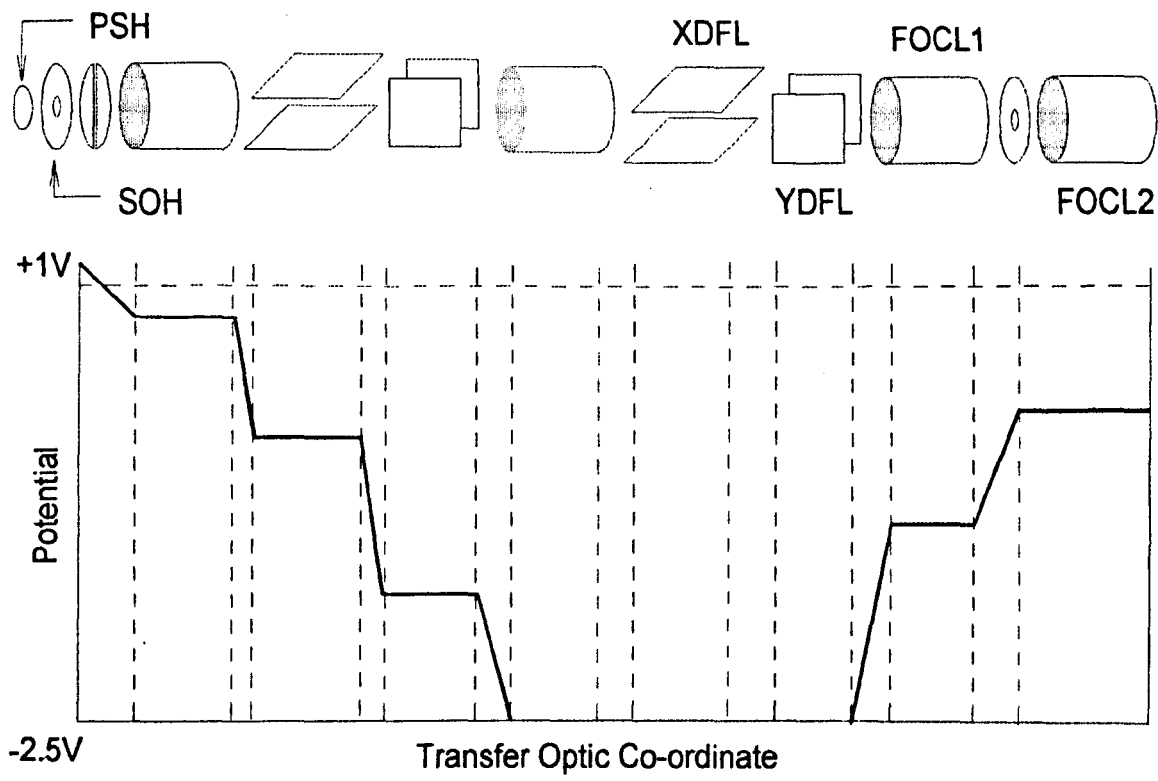 PSH
XDFL
FOCL1
SOH
YDFL
FOCL2
+1V
Potential
-2.5V
Transfer Optic Co-ordinate